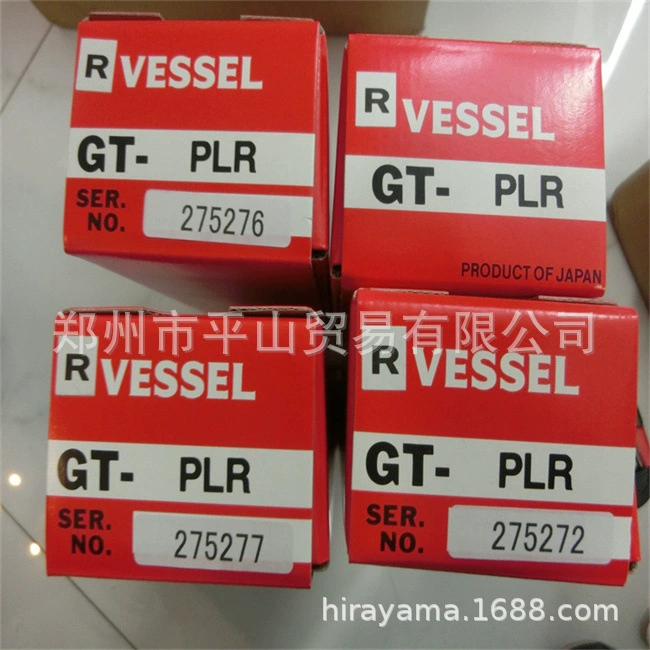 R VESSEL
GT- PLR
SER. NO. 275276
R VESSEL
GT- PLR
PRODUCT OF JAPAN
郑州市平山贸易有限公司
R VESSEL
GT- PLR
SER. NO. 275277
R VESSEL
GT- PLR
SER. NO. 275272
hirayama.1688.com